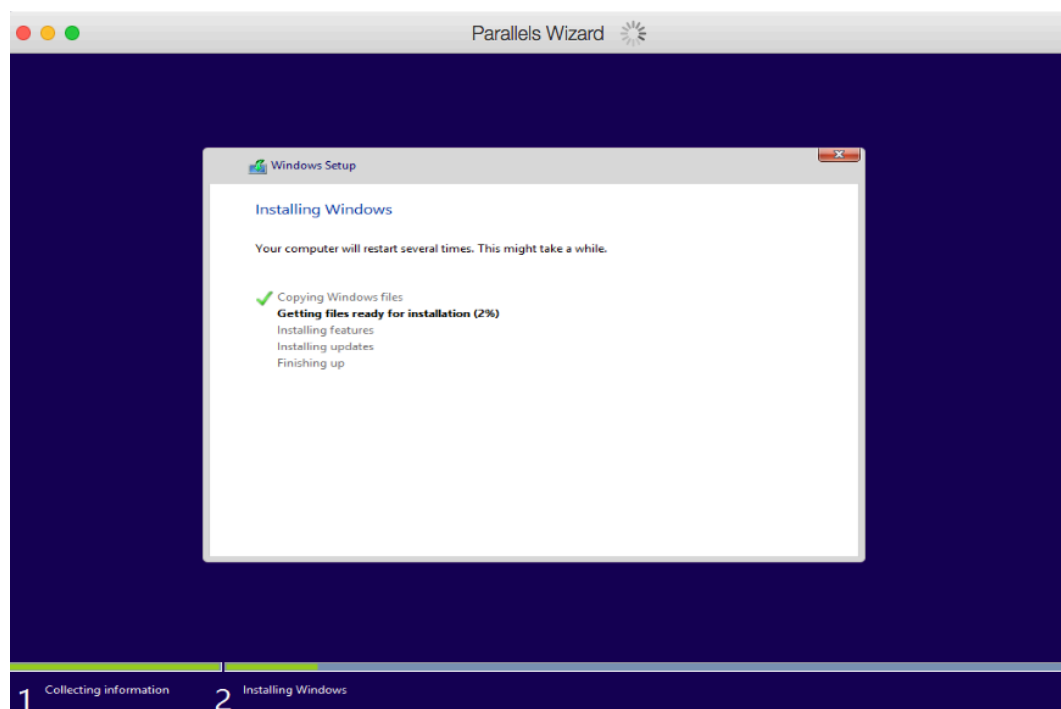 Parallels Wizard
Windows Setup
Installing Windows
Your computer will restart several times. This might take a while.
Copying Windows files
Getting files ready for installation (2%)
Installing features
Installing updates
Finishing up
1 Collecting information 2 Installing Windows